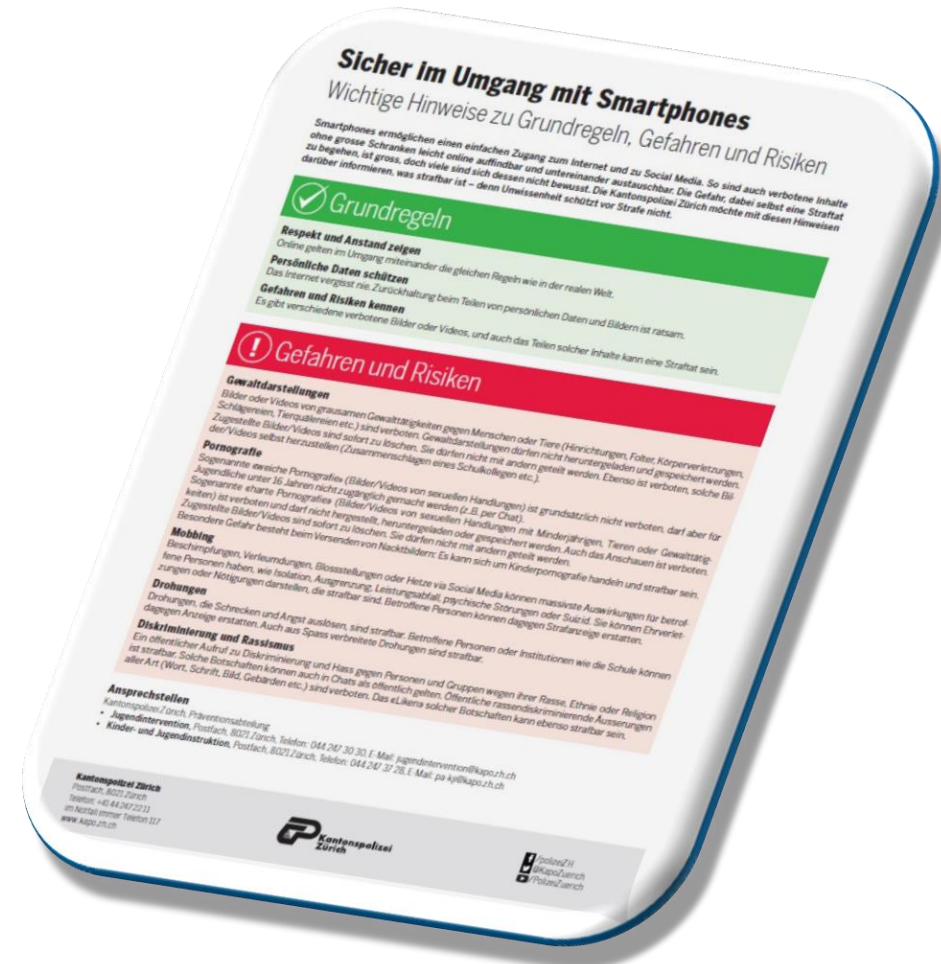 Sicher im Umgang mit Smartphones
Wichtige Hinweise zu Grundregeln, Gefahren und Risiken
Smartphones ermöglichen einen einfachen Zugang zum Internet und zu Social Media. So sind auch verbotene Inhalte
ohne grosse Schranken leicht online auffindbar und untereinander austauschbar. Die Gefahr, dabei selbst eine Straftat
zu begehen, ist gross, doch viele sind sich dessen nicht bewusst. Die Kantonspolizei Zürich möchte mit diesen Hinweisen
darüber informieren, was strafbar ist – denn Unwissenheit schützt vor Strafe nicht.
Grundregeln
Respekt und Anstand zeigen
Online gelten im Umgang miteinander die gleichen Regeln wie in der realen Welt.
Persönliche Daten schützen
Das Internet vergisst nie. Zurückhaltung beim Teilen von persönlichen Daten und Bildern ist ratsam.
Gefahren und Risiken kennen
Es gibt verschiedene verbotene Bilder oder Videos, und auch das Teilen solcher Inhalte kann eine Straftat sein.
Gefahren und Risiken
Gewaltdarstellungen
Bilder oder Videos von grausamen Gewalttätigkeiten gegen Menschen oder Tiere (Hinrichtungen, Folter, Körperverletzungen,
Schlägereien, Tierquälereien etc.) sind verboten. Gewaltdarstellungen dürfen nicht heruntergeladen und gespeichert werden.
Zugestellte Bilder/Videos sind sofort zu löschen. Sie dürfen nicht mit andern geteilt werden. Ebenso ist verboten, solche Bil-
der/Videos selbst herzustellen (Zusammenschlagen eines Schulkollegen etc.).
Pornografie
Sogenannte «weiche Pornografie» (Bilder/Videos von sexuellen Handlungen) ist grundsätzlich nicht verboten, darf aber für
Jugendliche unter 16 Jahren nicht zugänglich gemacht werden (z.B. per Chat).
Sogenannte «harte Pornografie» (Bilder/Videos von sexuellen Handlungen mit Minderjährigen, Tieren oder Gewalttätig-
keiten) ist verboten und darf nicht hergestellt, heruntergeladen oder gespeichert werden. Auch das Anschauen ist verboten.
Zugestellte Bilder/Videos sind sofort zu löschen. Sie dürfen nicht mit andern geteilt werden.
Besondere Gefahr besteht beim Versenden von Nacktbildern: Es kann sich um Kinderpornografie handeln und strafbar sein.
Mobbing
Beschimpfungen, Verleumdungen, Blossstellungen oder Hetze via Social Media können massivste Auswirkungen für betrof-
fene Personen haben, wie Isolation, Ausgrenzung, Leistungsabfall, psychische Störungen oder Suizid. Sie können Ehrverlet-
zungen oder Nötigungen darstellen, die strafbar sind. Betroffene Personen können dagegen Strafanzeige erstatten.
Drohungen
Drohungen, die Schrecken und Angst auslösen, sind strafbar. Betroffene Personen oder Institutionen wie die Schule können
dagegen Anzeige erstatten. Auch aus Spass verbreitete Drohungen sind strafbar.
Diskriminierung und Rassismus
Ein öffentlicher Aufruf zu Diskriminierung und Hass gegen Personen und Gruppen wegen ihrer Rasse, Ethnie oder Religion
ist strafbar. Solche Botschaften können auch in Chats als öffentlich gelten. Öffentliche rassendiskriminierende Äusserungen
aller Art (Wort, Schrift, Bild, Gebärden etc.) sind verboten. Das «Liken» solcher Botschaften kann ebenso strafbar sein.
Ansprechstellen
Kantonspolizei Zürich, Präventionsabteilung
• Jugendintervention, Postfach, 8021 Zürich, Telefon: 044 247 30 30, E-Mail: jugendintervention@kapo.zh.ch
• Kinder- und Jugendinstruktion, Postfach, 8021 Zürich, Telefon: 044 247 37 28, E-Mail: pa-kji@kapo.zh.ch
Kantonspolizei Zürich
Postfach, 8021 Zürich
Telefon: +41 44 247 22 11
im Notfall immer Telefon 117
www.kapo.zh.ch
Kantonspolizei
Zürich
/polizeiZH
@KapoZuerich
/PolizeiZuerich